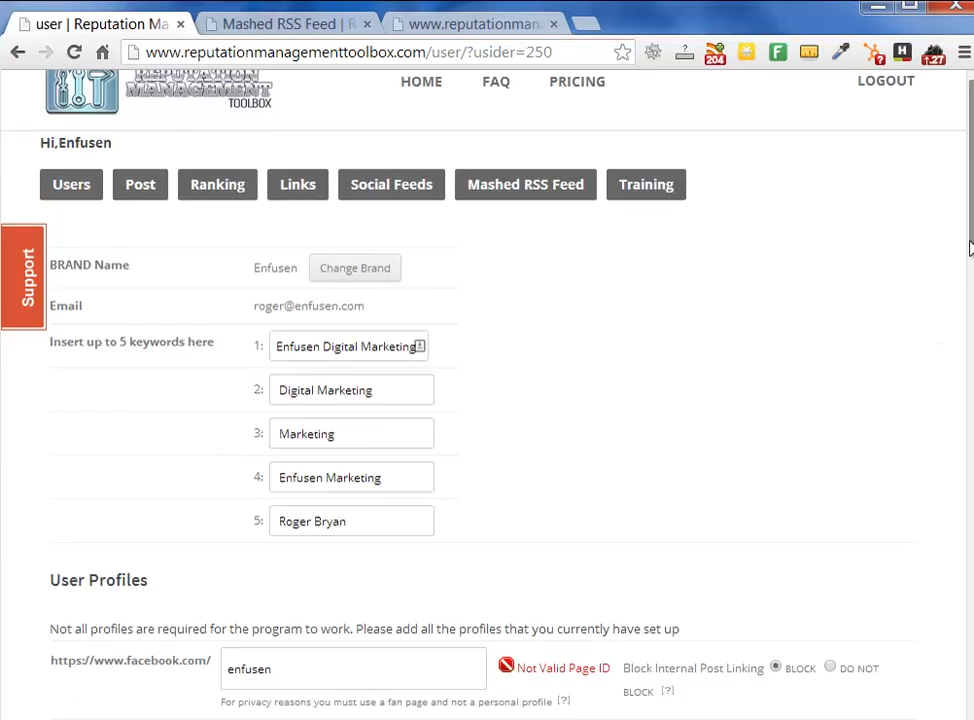 user | Reputation Ma
Mashed RSS Feed | R
www.reputationman
www.reputationmanagementtoolbox.com/user/?usider=250
204
?
F
H
27
REPUTATION
MANAGEMENT
TOOLBOX
HOME FAQ PRICING LOGOUT
Hi,Enfusen
Users Post Ranking Links Social Feeds Mashed RSS Feed Training
Support
BRAND Name Enfusen Change Brand
Email roger@enfusen.com
Insert up to 5 keywords here 1: Enfusen Digital Marketing
2: Digital Marketing
3: Marketing
4: Enfusen Marketing
5: Roger Bryan
User Profiles
Not all profiles are required for the program to work. Please add all the profiles that you currently have set up
https://www.facebook.com/ enfusen Not Valid Page ID Block Internal Post Linking BLOCK DO NOT
BLOCK [?]
For privacy reasons you must use a fan page and not a personal profile [?]